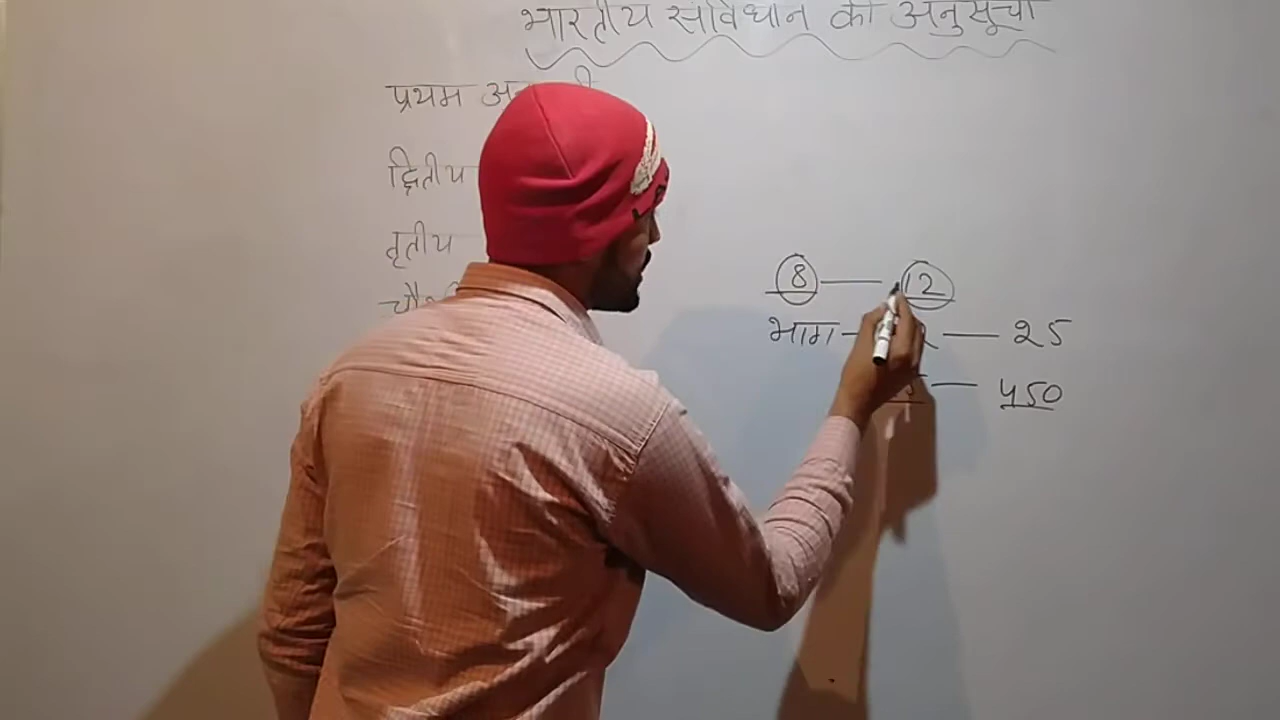 भारतीय संविधान की अनुसूची
प्रथम
द्वितीय
तृतीय
8 — 12
भाग — — 25
— 450